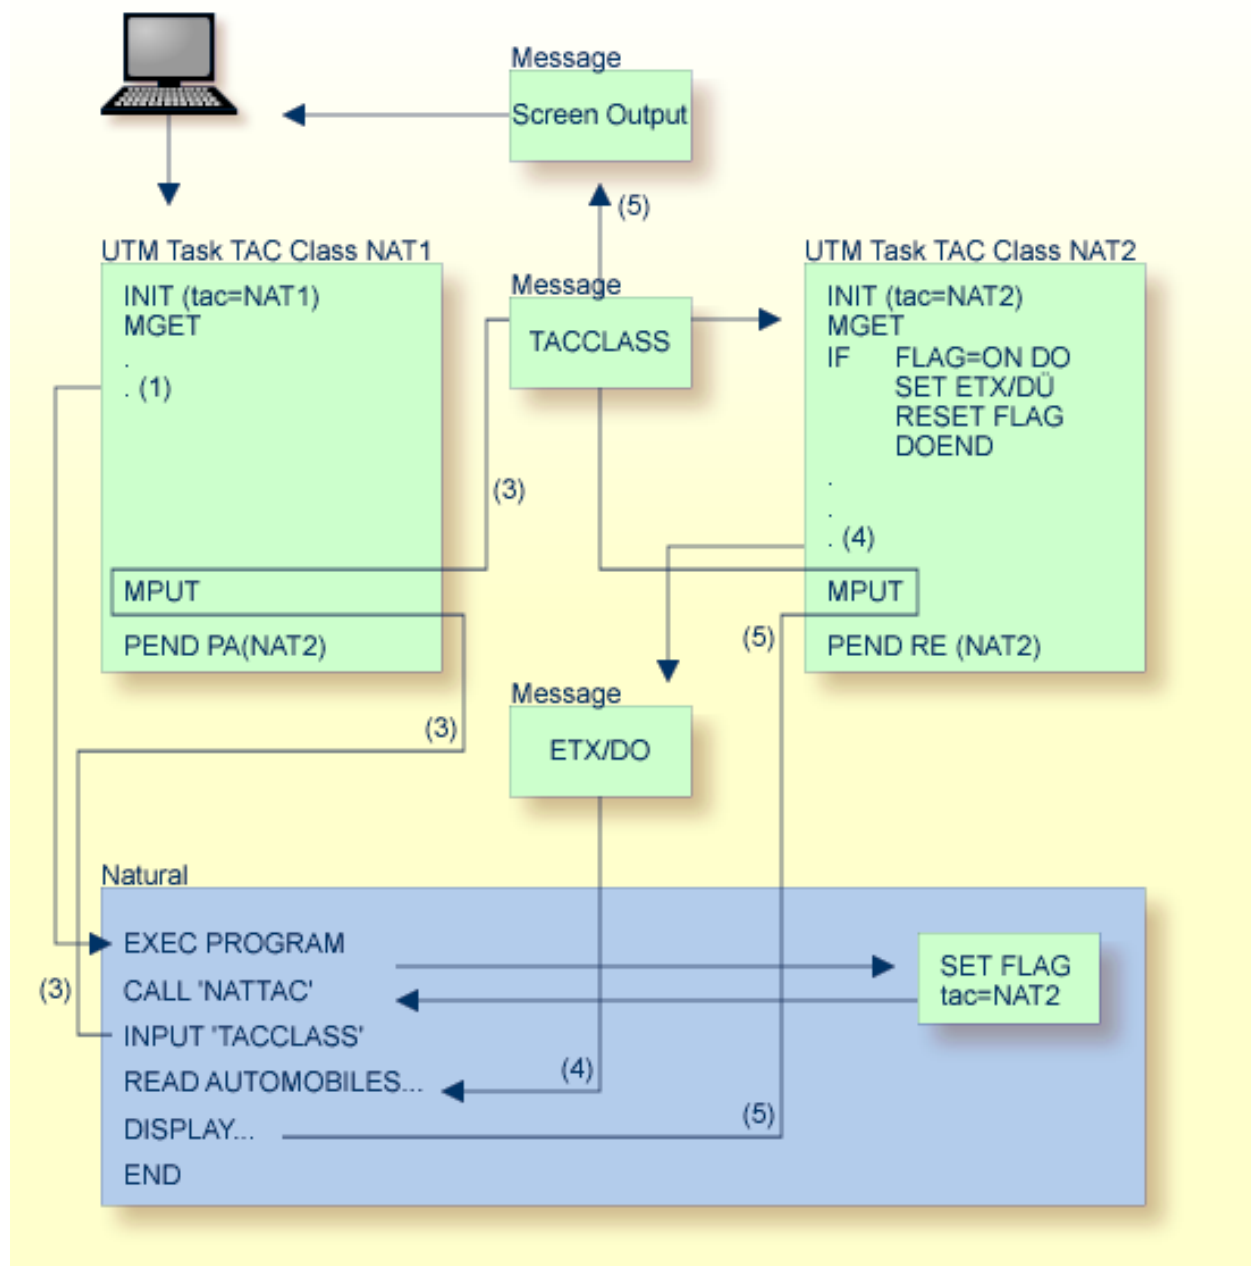 Message
Screen Output
(5)
UTM Task TAC Class NAT1
INIT (tac=NAT1)
MGET
.
. (1)
MPUT
PEND PA(NAT2)
Message
TACCLASS
(3)
UTM Task TAC Class NAT2
INIT (tac=NAT2)
MGET
IF FLAG=ON DO
SET ETX/DÜ
RESET FLAG
DOEND
.
.
. (4)
MPUT
PEND RE (NAT2)
(5)
(3)
Message
ETX/DO
Natural
EXEC PROGRAM
CALL 'NATTAC'
INPUT 'TACCLASS'
READ AUTOMOBILES...
DISPLAY...
END
(3)
(4)
(5)
SET FLAG
tac=NAT2